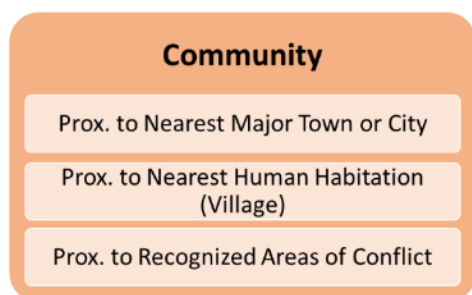 Community
Prox. to Nearest Major Town or City
Prox. to Nearest Human Habitation
(Village)
Prox. to Recognized Areas of Conflict